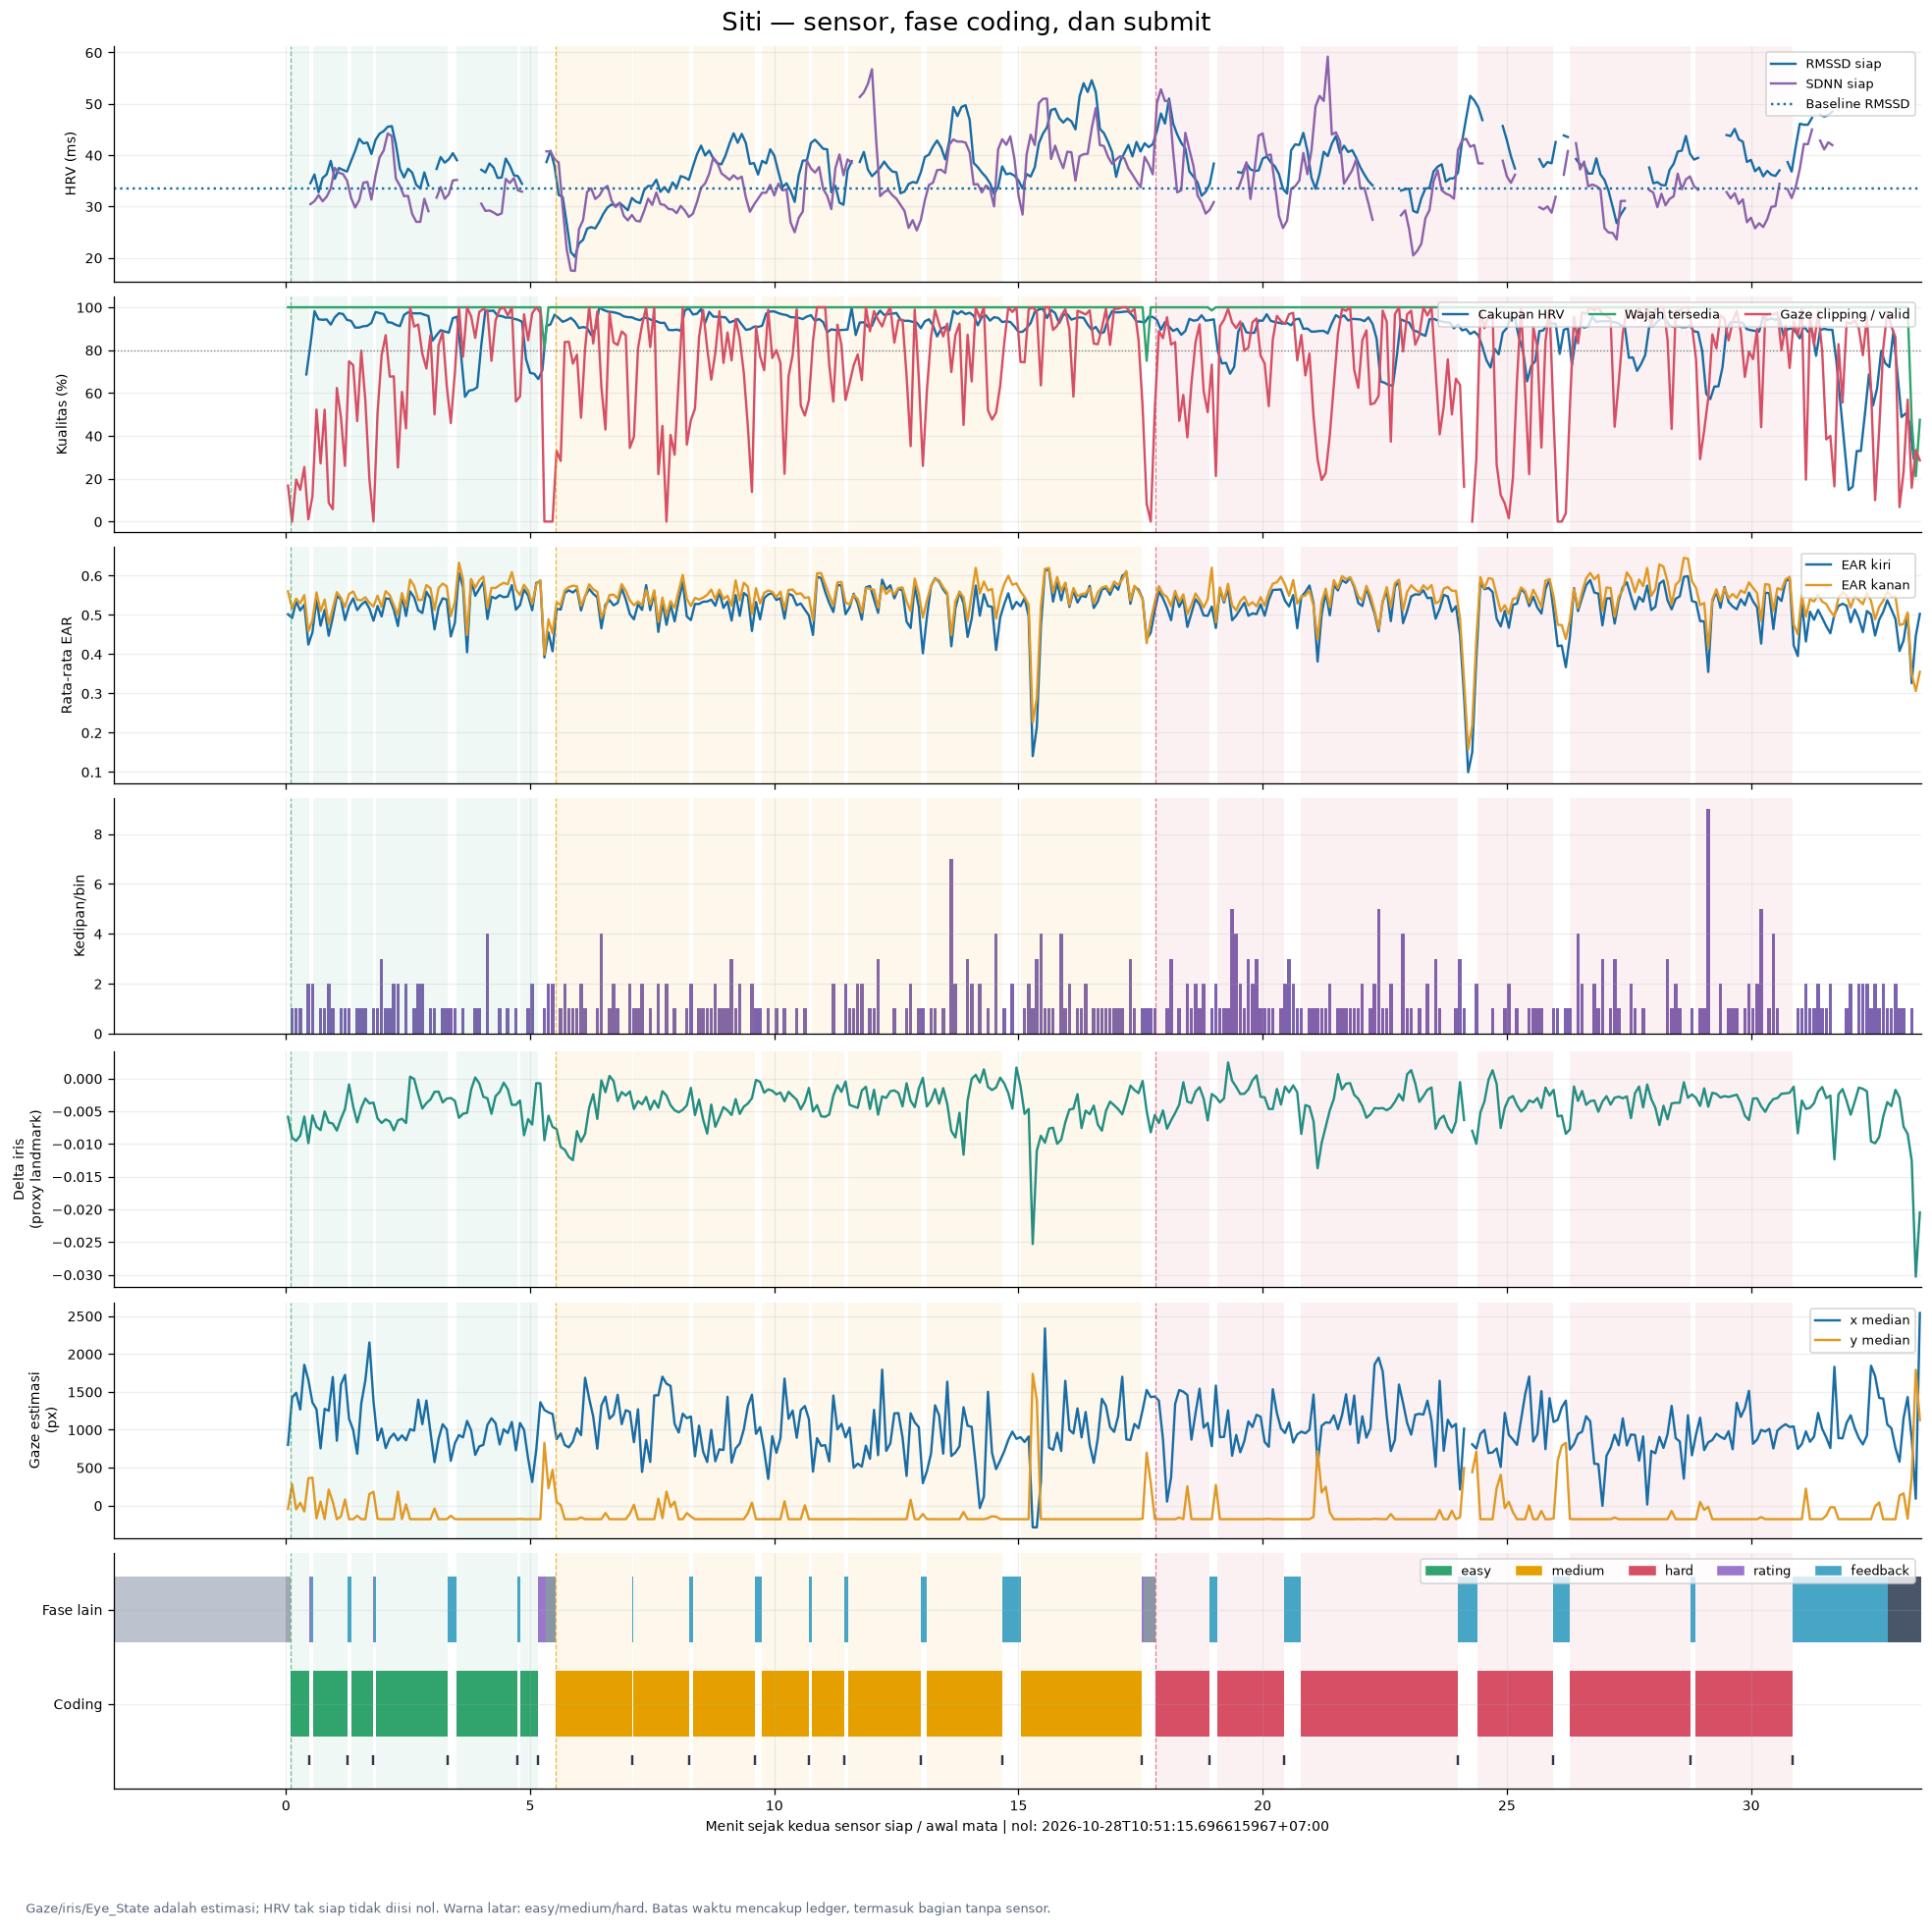 Siti — sensor, fase coding, dan submit
60
50
40
30
20
HRV (ms)
RMSSD siap
SDNN siap
Baseline RMSSD
100
80
60
40
20
0
Kualitas (%)
Cakupan HRV
Wajah tersedia
Gaze clipping / valid
0.6
0.5
0.4
0.3
0.2
0.1
Rata-rata EAR
EAR kiri
EAR kanan
8
6
4
2
0
Kedipan/bin
0.000
−0.005
−0.010
−0.015
−0.020
−0.025
−0.030
Delta iris
(proxy landmark)
2500
2000
1500
1000
500
0
Gaze estimasi
(px)
x median
y median
Fase lain
Coding
easy
medium
hard
rating
feedback
0 5 10 15 20 25 30
Menit sejak kedua sensor siap / awal mata | nol: 2026-10-28T10:51:15.696615967+07:00
Gaze/iris/Eye_State adalah estimasi; HRV tak siap tidak diisi nol. Warna latar: easy/medium/hard. Batas waktu mencakup ledger, termasuk bagian tanpa sensor.